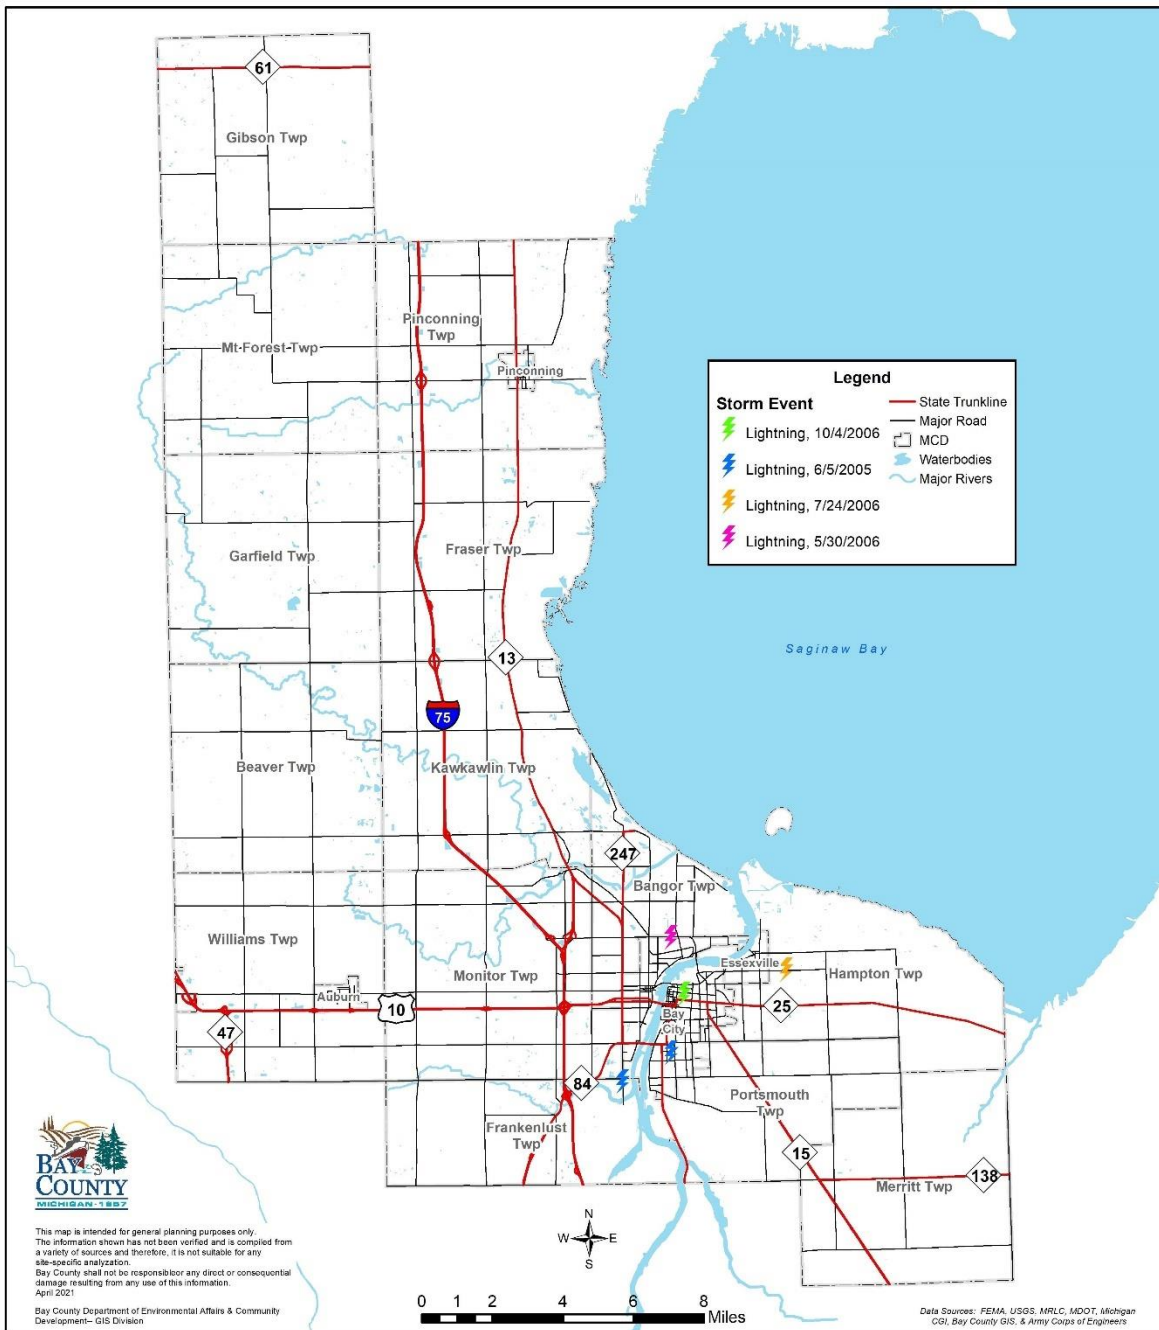 61
Gibson Twp
Pinconning
Twp
Mt Forest Twp
Pinconning
Legend
Storm Event
Lightning, 10/4/2006
Lightning, 6/5/2005
Lightning, 7/24/2006
Lightning, 5/30/2006
State Trunkline
Major Road
MCD
Waterbodies
Major Rivers
Garfield Twp
Fraser Twp
13
Saginaw Bay
75
Beaver Twp
Kawkawlin Twp
247
Bangor Twp
Williams Twp
Monitor Twp
Essexville
Hampton Twp
Auburn
10
Bay
City
25
47
84
Portsmouth
Twp
Frankenlust
Twp
15
138
Merritt Twp
BAY
COUNTY
MICHIGAN-1857
This map is intended for general planning purposes only.
The information shown has not been verified and is compiled from
a variety of sources and therefore, it is not suitable for any
site-specific analyzation.
Bay County shall not be responsibleor any direct or consequential
damage resulting from any use of this information.
April 2021
Bay County Department of Environmental Affairs & Community
Development-- GIS Division
N
W E
S
0 1 2 4 6 8
Miles
Data Sources: FEMA, USGS, MRLC, MDOT, Michigan
CGI, Bay County GIS, & Army Corps of Engineers